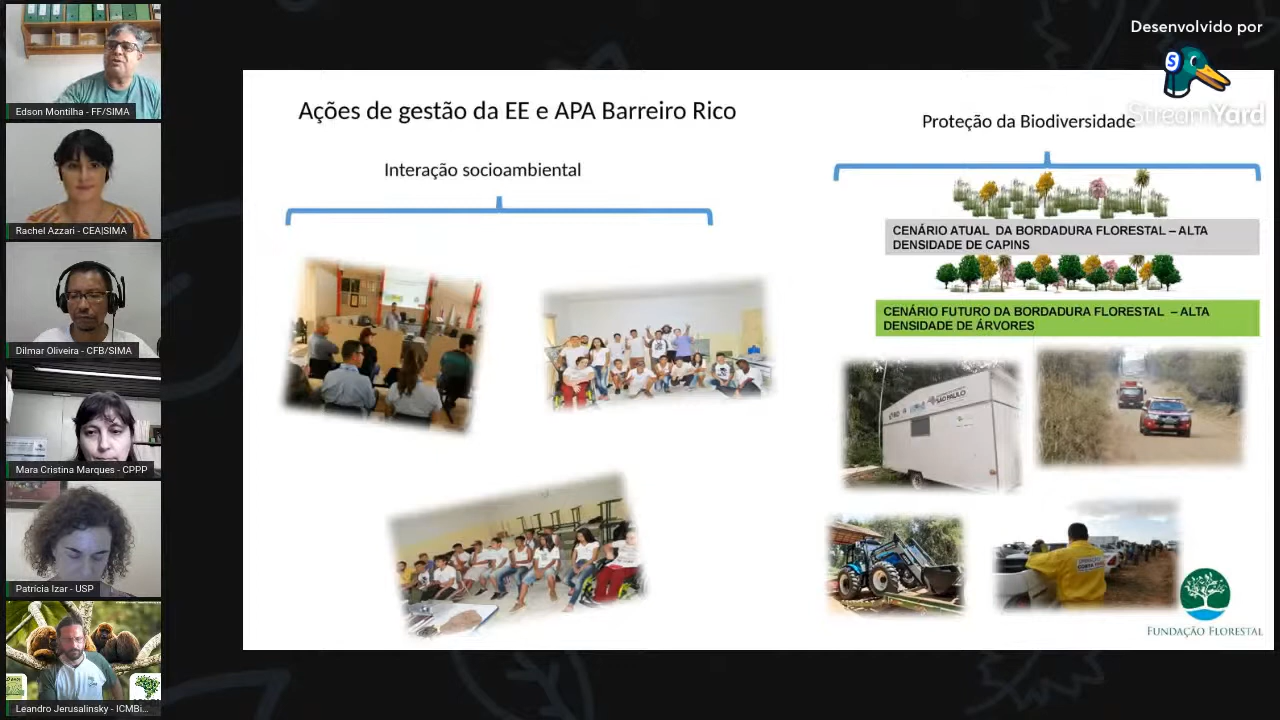 Desenvolvido por
StreamYard
Ações de gestão da EE e APA Barreiro Rico
Proteção da Biodiversidade
Interação socioambiental
CENÁRIO ATUAL DA BORDADURA FLORESTAL – ALTA
DENSIDADE DE CAPINS
CENÁRIO FUTURO DA BORDADURA FLORESTAL – ALTA
DENSIDADE DE ÁRVORES
SÃO PAULO
FUNDAÇÃO FLORESTAL
Edson Montilha - FF/SIMA
Rachel Azzari - CEA|SIMA
Dilmar Oliveira - CFB/SIMA
Mara Cristina Marques - CPPP
Patrícia Izar - USP
Leandro Jerusalinsky - ICMBi...